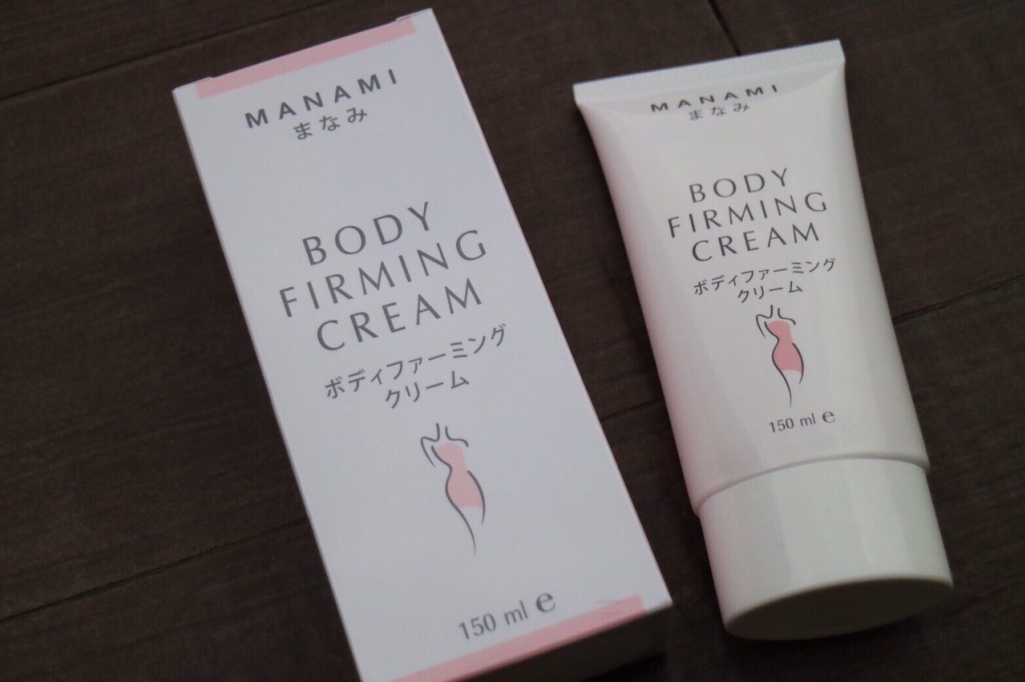 MANAMI
まなみ
BODY
FIRMING
CREAM
ボディファーミング
クリーム
150 ml ℮
MANAMI
まなみ
BODY
FIRMING
CREAM
ボディファーミング
クリーム
150 ml ℮